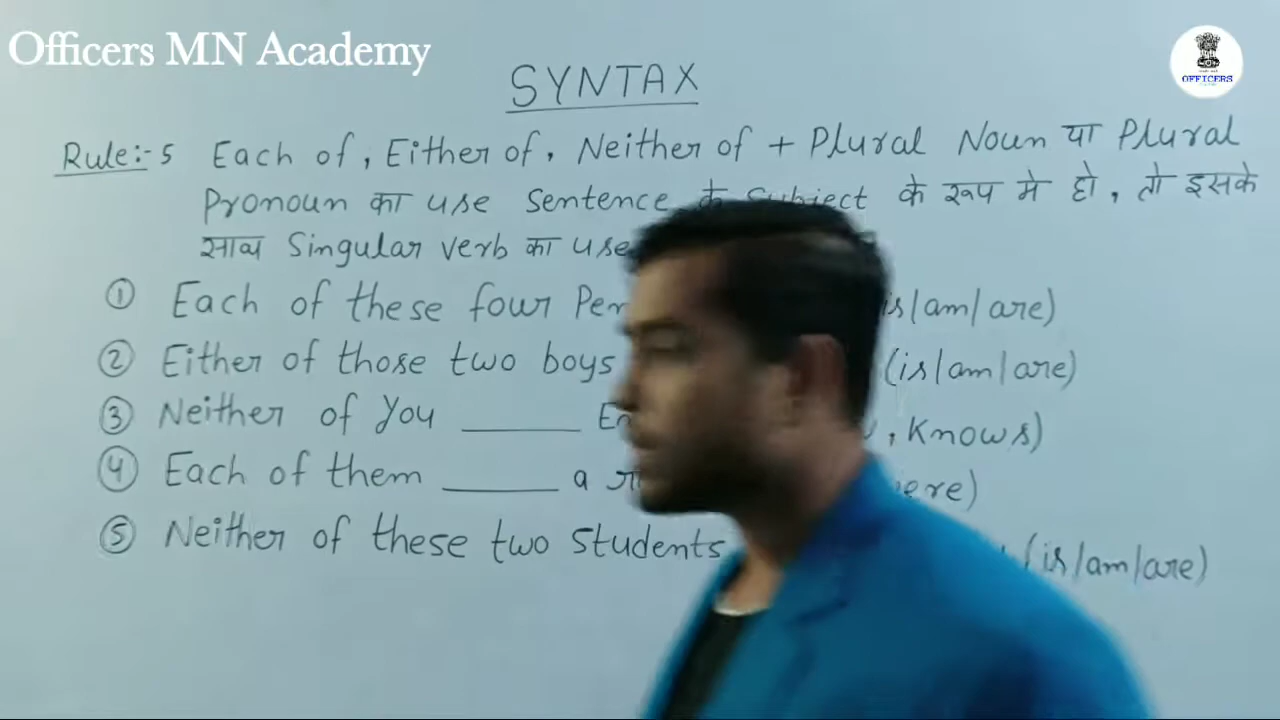 Officers MN Academy
OFFICERS
SYNTAX
Rule:- 5 Each of, Either of, Neither of + Plural Noun या Plural
Pronoun का use Sentence के Subject के रूप मे हो, तो इसके
साथ Singular verb का use
① Each of these four is/am/are)
② Either of those two boys (is/am/are)
③ Neither of you ______ , Knows)
④ Each of them ______ a
⑤ Neither of these two Students (is/am/are)